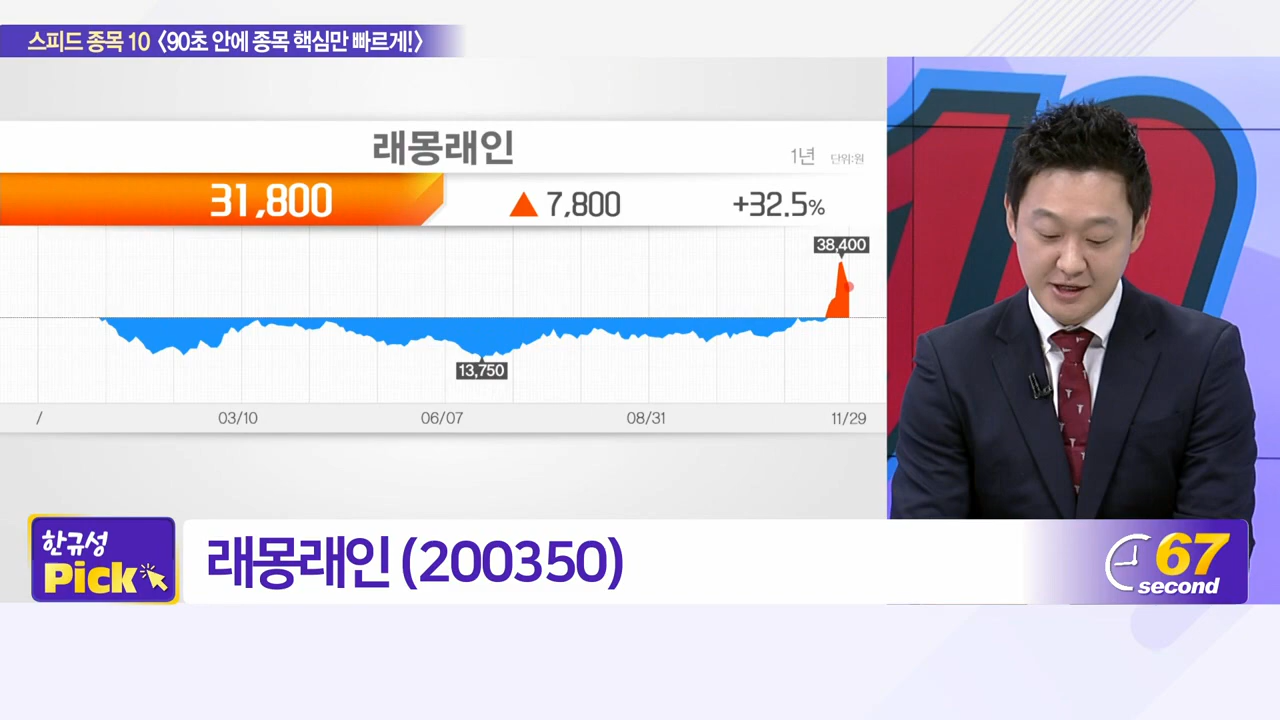 스피드 종목 10 〈90초 안에 종목 핵심만 빠르게!〉
래몽래인
1년 단위:원
31,800 ▲ 7,800 +32.5%
38,400
13,750
/ 03/10 06/07 08/31 11/29
한규성
Pick
래몽래인 (200350)
67
second
10